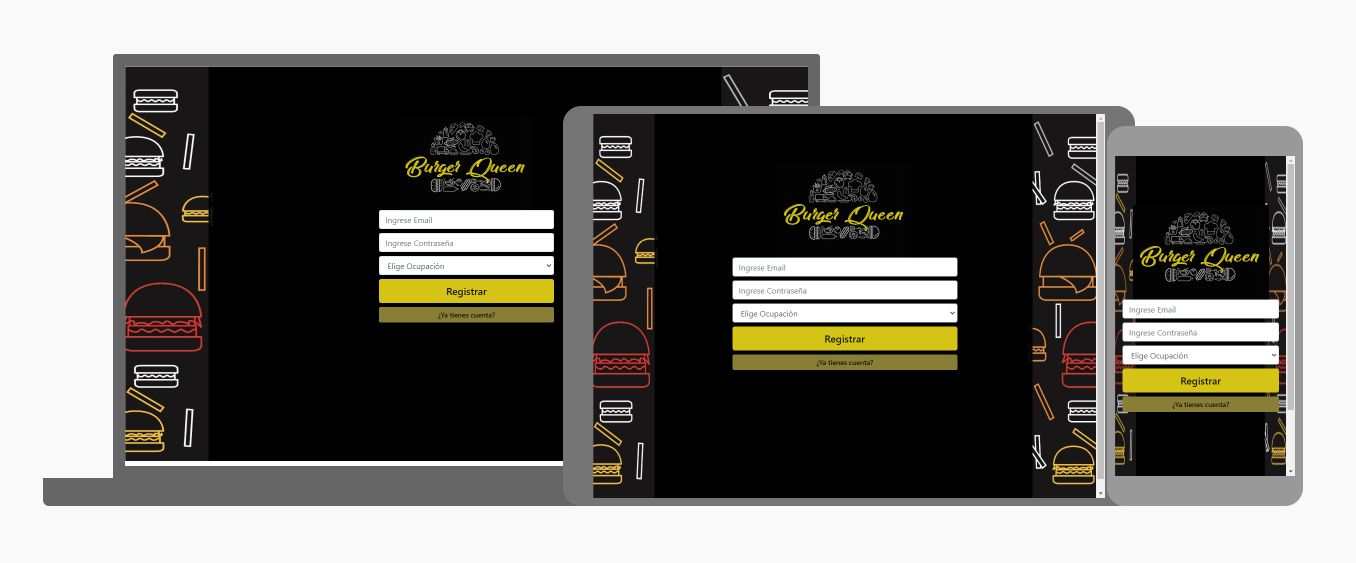 Burger Queen
Ingrese Email
Ingrese Contraseña
Elige Ocupación
Registrar
¿Ya tienes cuenta?
Burger Queen
Ingrese Email
Ingrese Contraseña
Elige Ocupación
Registrar
¿Ya tienes cuenta?
Burger Queen
Ingrese Email
Ingrese Contraseña
Elige Ocupación
Registrar
¿Ya tienes cuenta?